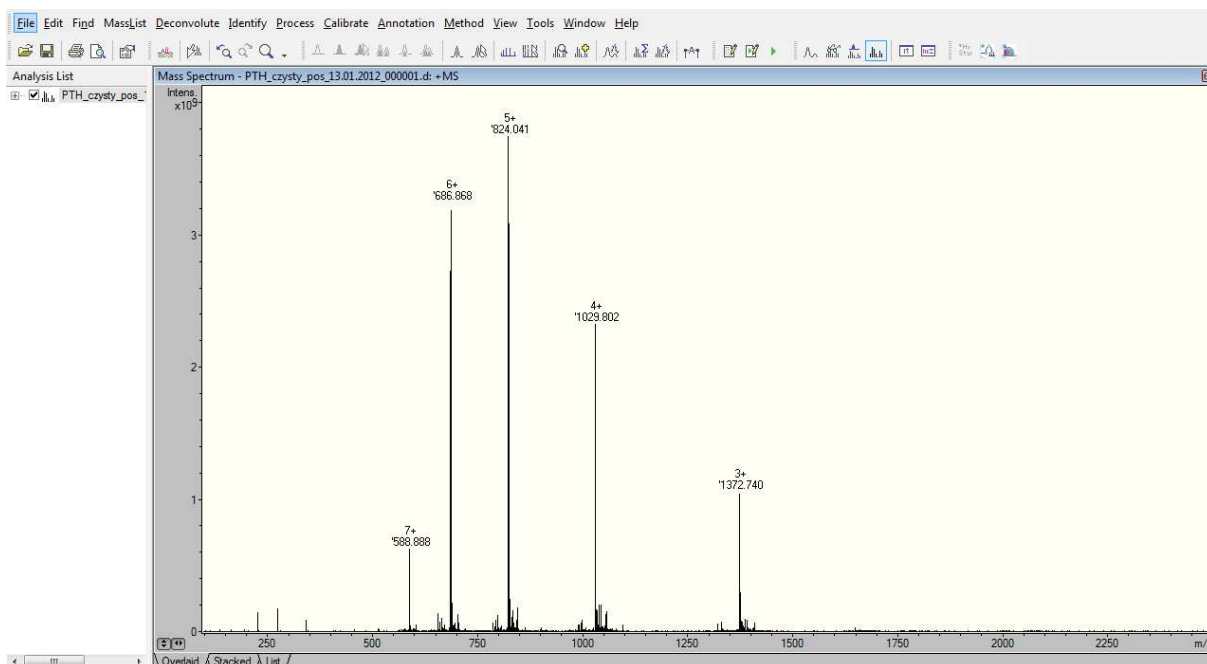 File Edit Find MassList Deconvolute Identify Process Calibrate Annotation Method View Tools Window Help
Analysis List
PTH_czysty_pos_
Mass Spectrum - PTH_czysty_pos_13.01.2012_000001.d: +MS
Intens.
x10⁹
5+
'824.041
6+
'686.868
3
4+
'1029.802
2
3+
'1372.740
1
7+
'588.888
0
250 500 750 1000 1250 1500 1750 2000 2250 m/
Overlaid Stacked List